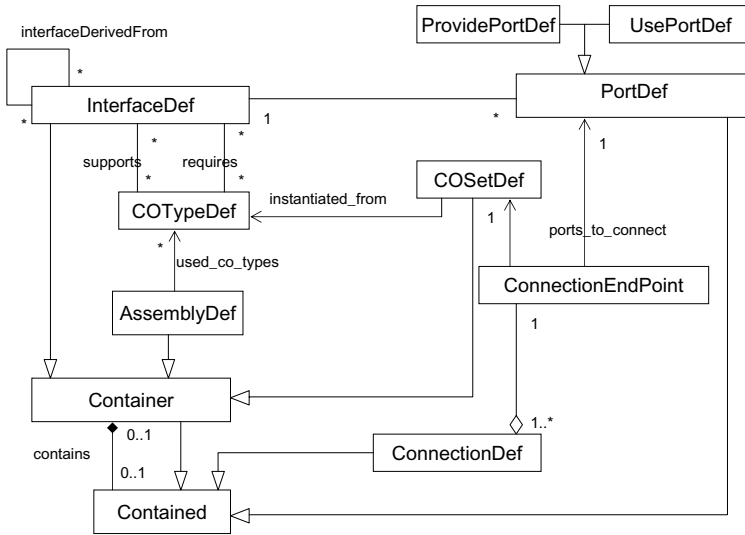 ProvidePortDef
UsePortDef
interfaceDerivedFrom
*
InterfaceDef
PortDef
*
1
*
*
*
1
supports
requires
*
*
COTypeDef
instantiated_from
COSetDef
1
*
ports_to_connect
used_co_types
ConnectionEndPoint
AssemblyDef
1
Container
0..1
1..*
contains
ConnectionDef
0..1
Contained